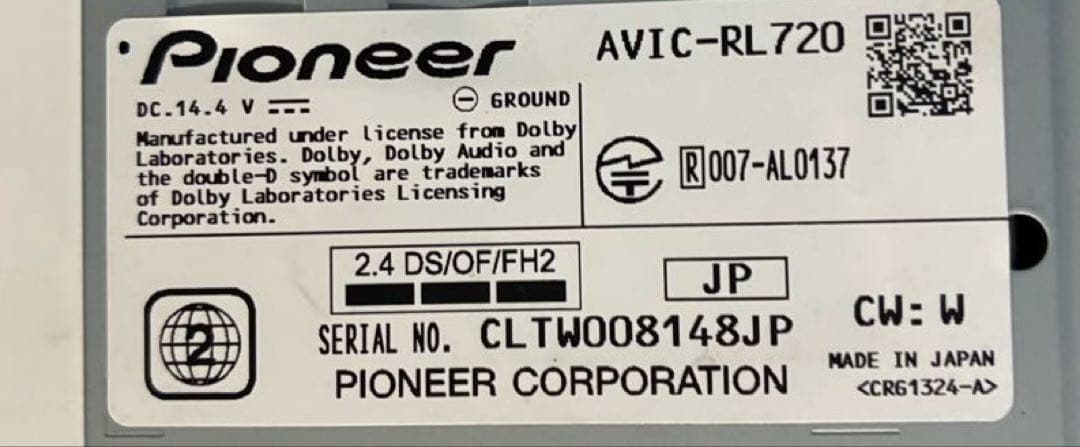 Pioneer
AVIC-RL720
DC.14.4 V
GROUND
Manufactured under license from Dolby
Laboratories. Dolby, Dolby Audio and
the double-D symbol are trademarks
of Dolby Laboratories Licensing
Corporation.
R 007-AL0137
2.4 DS/OF/FH2
JP
2
SERIAL NO. CLTW008148JP
CW: W
PIONEER CORPORATION
MADE IN JAPAN
<CRG1324-A>